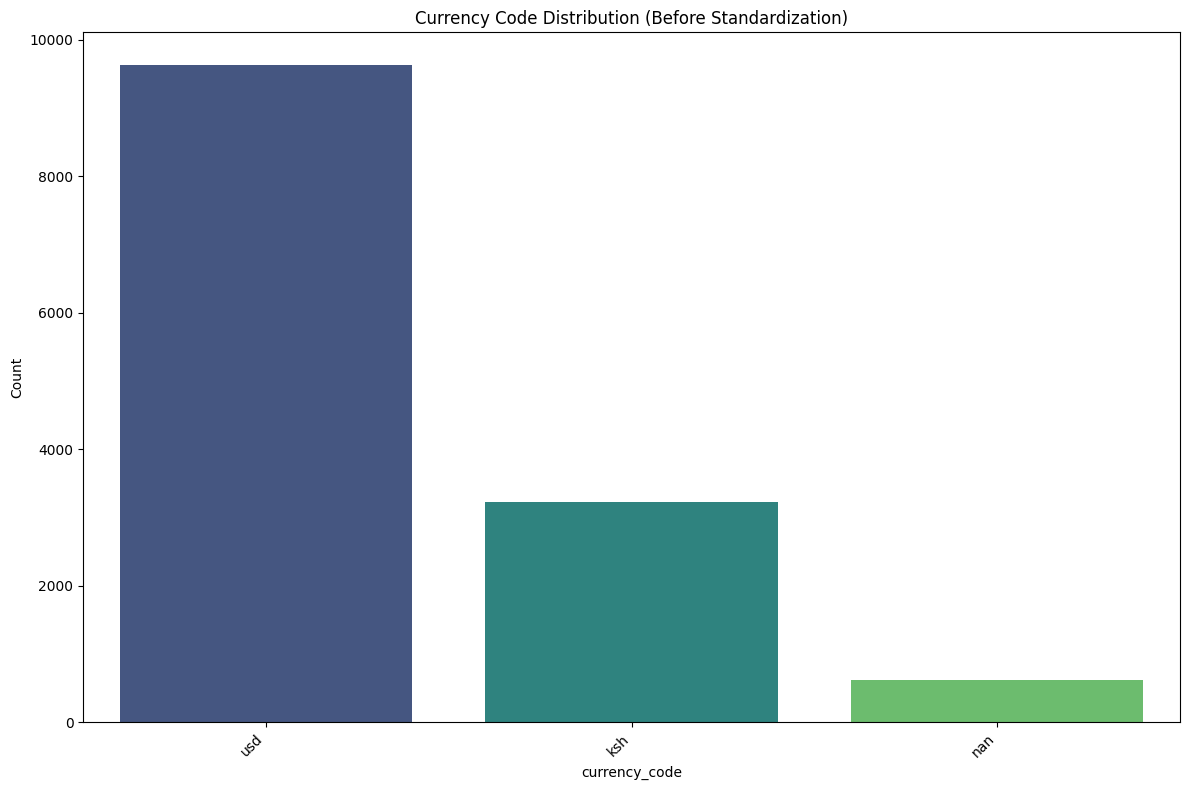 Currency Code Distribution (Before Standardization)
10000
8000
6000
4000
2000
0
Count
usd
ksh
nan
currency_code